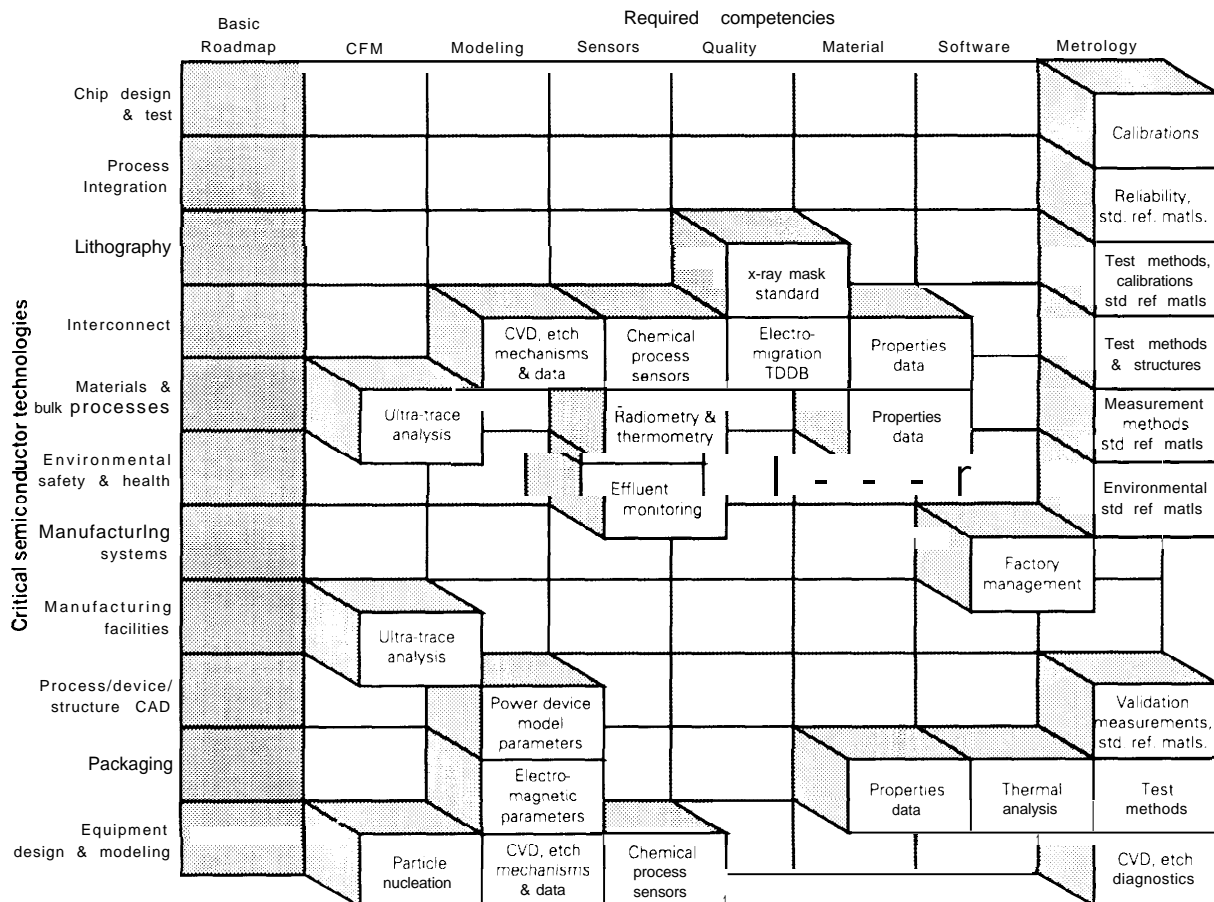 Required competencies
Basic
Roadmap
CFM
Modeling
Sensors
Quality
Material
Software
Metrology
Critical semiconductor technologies
Chip design
& test
Calibrations
Process
Integration
Reliability,
std. ref. matls.
Lithography
x-ray mask
standard
Test methods,
calibrations
std ref matls
Interconnect
CVD, etch
mechanisms
& data
Chemical
process
sensors
Electro-
migration
TDDB
Properties
data
Test methods
& structures
Materials &
bulk processes
Ultra-trace
analysis
Radiometry &
thermometry
Properties
data
Measurement
methods
std ref matls
Environmental
safety & health
Effluent
monitoring
Environmental
std ref matls
Manufacturing
systems
Factory
management
Manufacturing
facilities
Ultra-trace
analysis
Process/device/
structure CAD
Power device
model
parameters
Validation
measurements,
std. ref. matls.
Packaging
Electro-
magnetic
parameters
Properties
data
Thermal
analysis
Test
methods
Equipment
design & modeling
Particle
nucleation
CVD, etch
mechanisms
& data
Chemical
process
sensors
CVD, etch
diagnostics